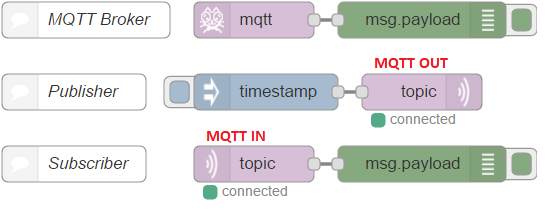 MQTT Broker mqtt msg.payload
MQTT OUT
Publisher timestamp topic
connected
MQTT IN
Subscriber topic msg.payload
connected